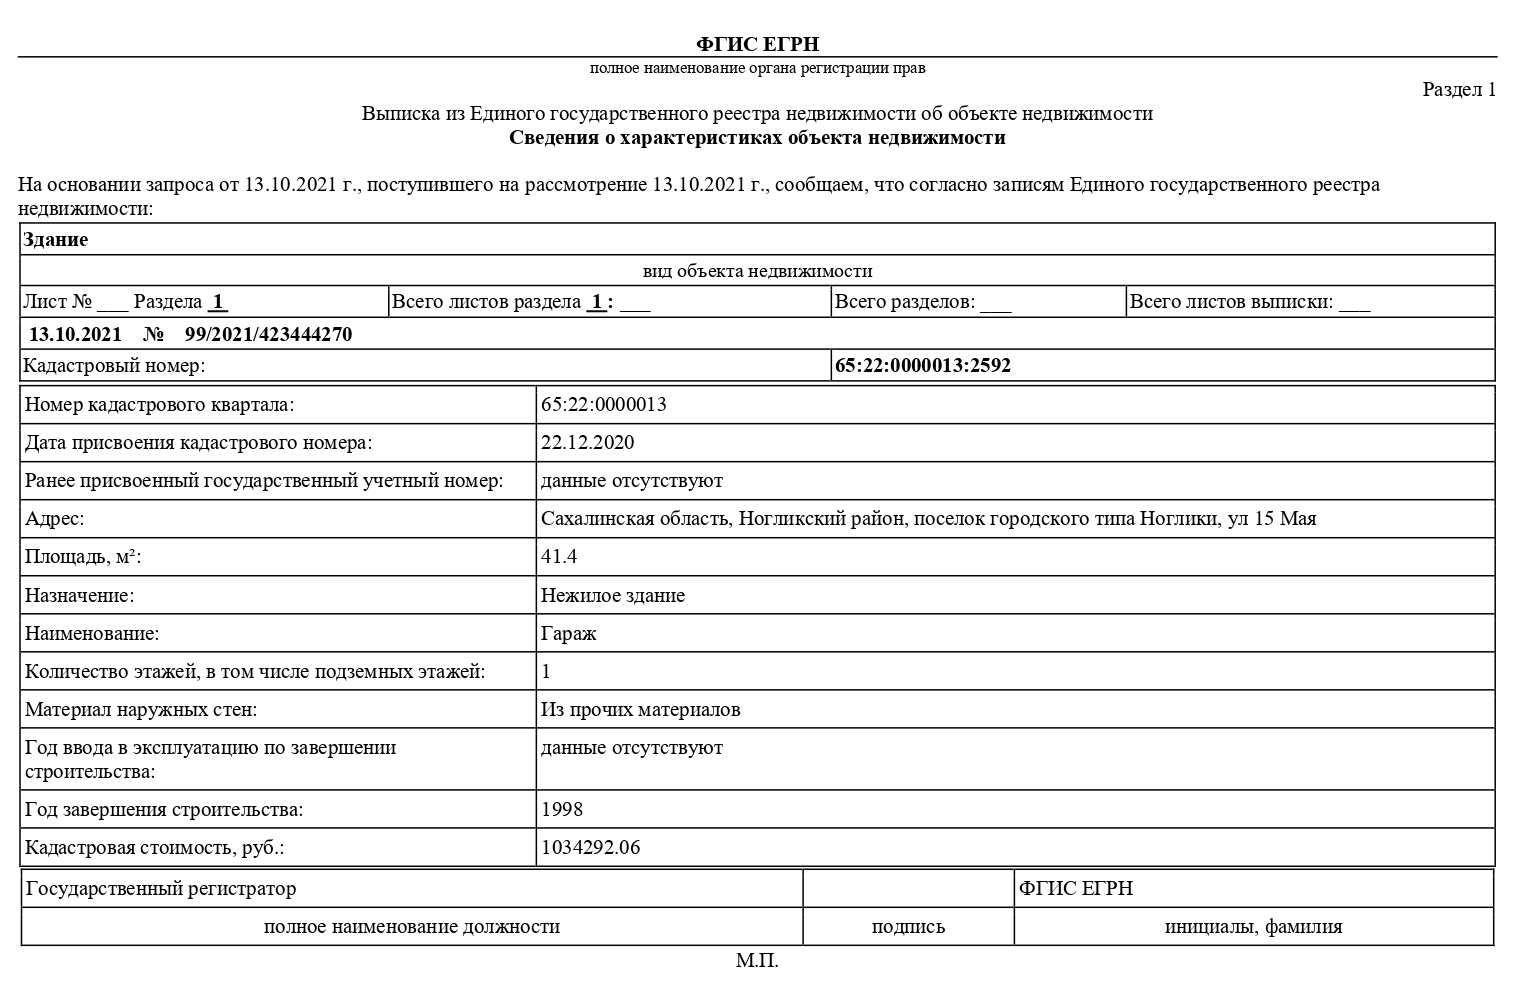 ФГИС ЕГРН
полное наименование органа регистрации прав
Раздел 1
Выписка из Единого государственного реестра недвижимости об объекте недвижимости
Сведения о характеристиках объекта недвижимости
На основании запроса от 13.10.2021 г., поступившего на рассмотрение 13.10.2021 г., сообщаем, что согласно записям Единого государственного реестра
недвижимости:
Здание
вид объекта недвижимости
Лист № ___ Раздела 1 Всего листов раздела 1 : ___ Всего разделов: ___ Всего листов выписки: ___
13.10.2021 № 99/2021/423444270
Кадастровый номер: 65:22:0000013:2592
Номер кадастрового квартала: 65:22:0000013
Дата присвоения кадастрового номера: 22.12.2020
Ранее присвоенный государственный учетный номер: данные отсутствуют
Адрес: Сахалинская область, Ногликский район, поселок городского типа Ноглики, ул 15 Мая
Площадь, м²: 41.4
Назначение: Нежилое здание
Наименование: Гараж
Количество этажей, в том числе подземных этажей: 1
Материал наружных стен: Из прочих материалов
Год ввода в эксплуатацию по завершении данные отсутствуют
строительства:
Год завершения строительства: 1998
Кадастровая стоимость, руб.: 1034292.06
Государственный регистратор ФГИС ЕГРН
полное наименование должности подпись инициалы, фамилия
М.П.